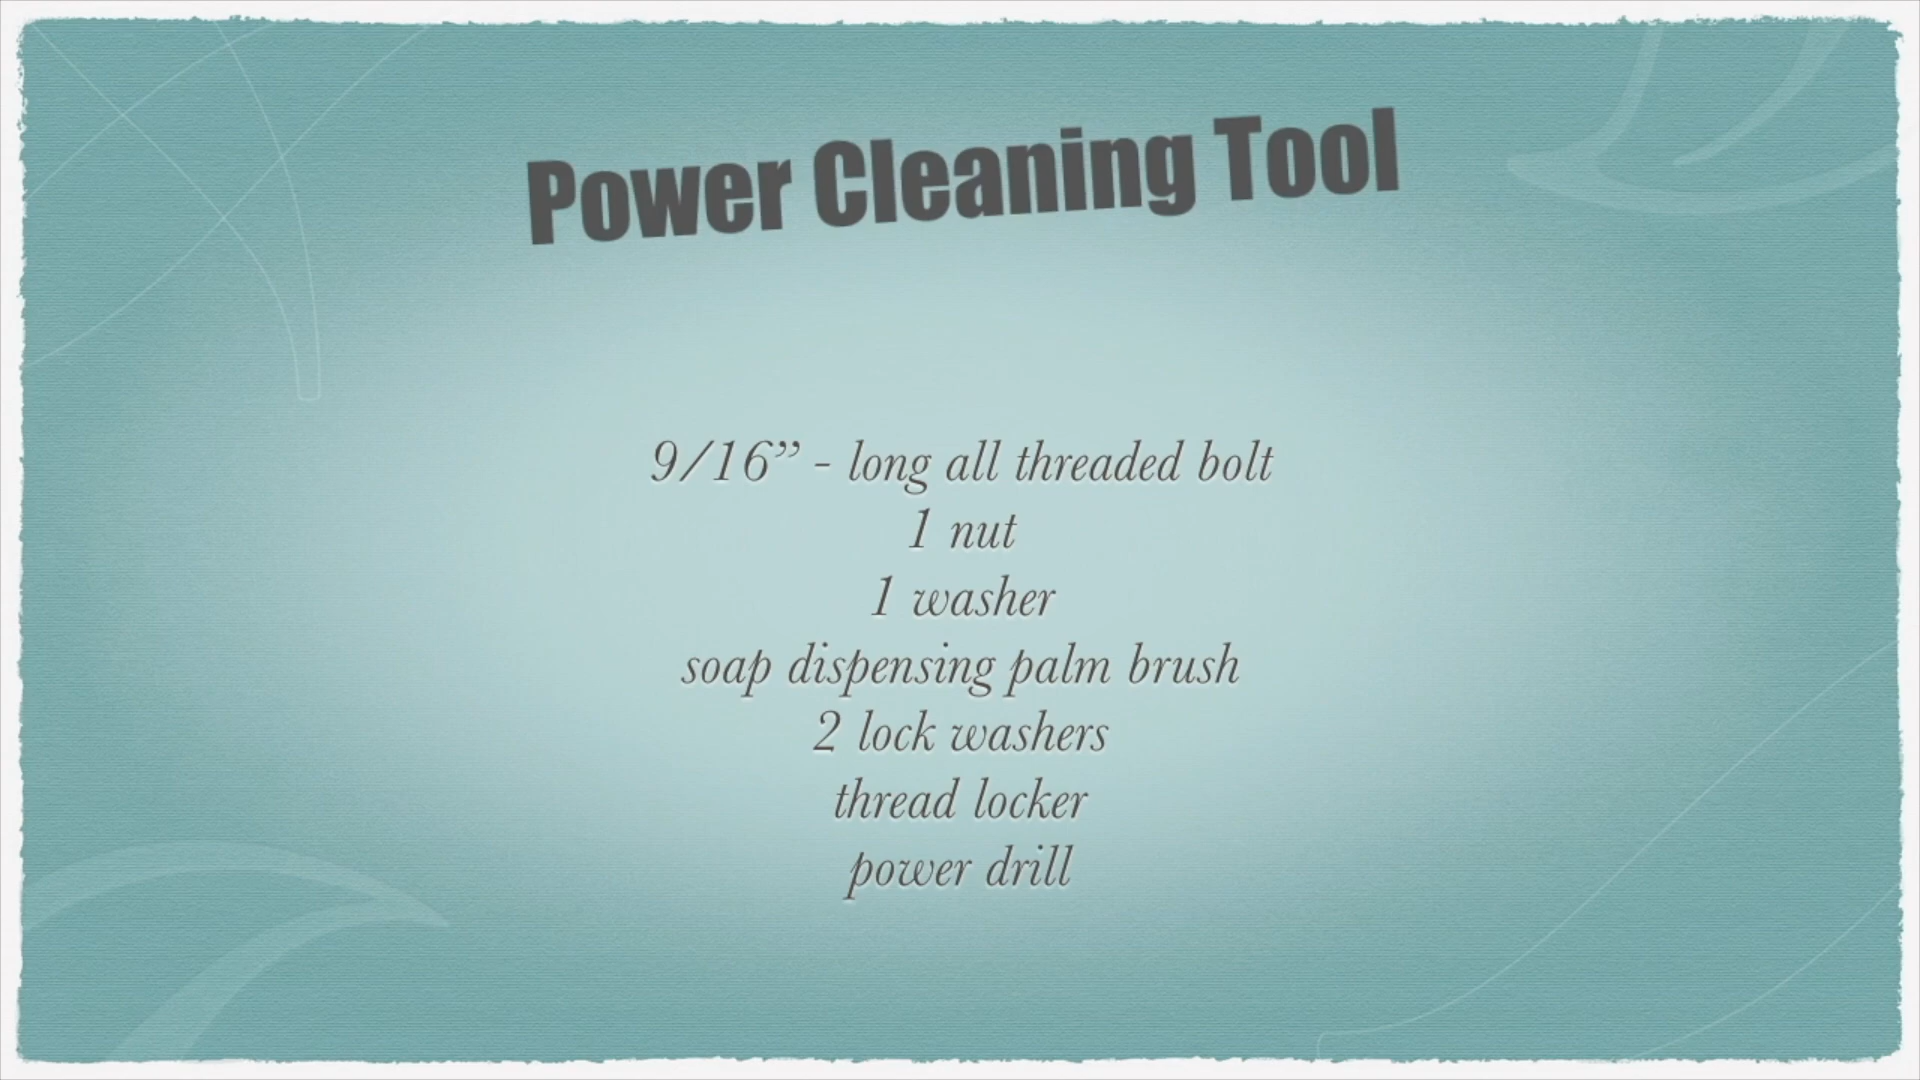 Power Cleaning Tool
9/16” - long all threaded bolt
1 nut
1 washer
soap dispensing palm brush
2 lock washers
thread locker
power drill